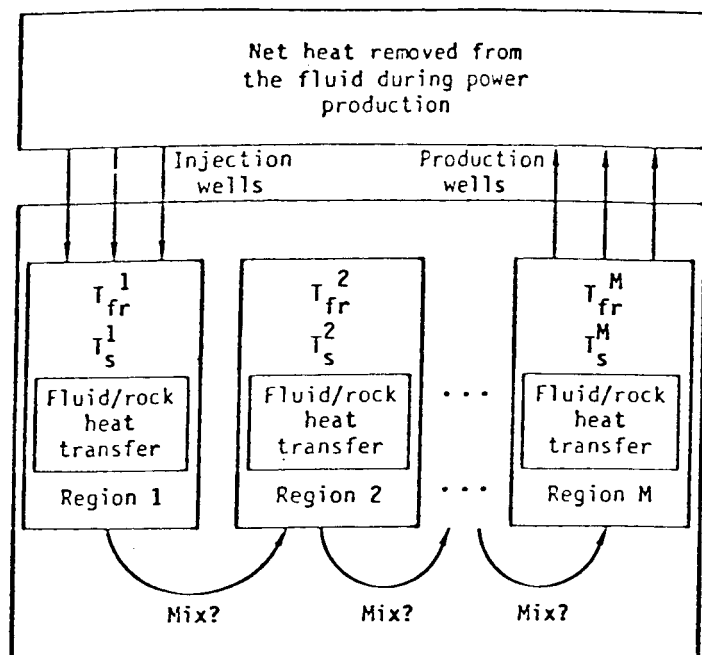 Net heat removed from
the fluid during power
production
Injection
wells
Production
wells
T_fr^1
T_s^1
Fluid/rock
heat
transfer
Region 1
T_fr^2
T_s^2
Fluid/rock
heat
transfer
Region 2
· · ·
· · ·
T_fr^M
T_s^M
Fluid/rock
heat
transfer
Region M
Mix?
Mix?
Mix?